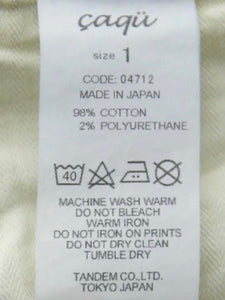 çaqü
size 1
CODE: 04712
MADE IN JAPAN
98% COTTON
2% POLYURETHANE
40
MACHINE WASH WARM
DO NOT BLEACH
WARM IRON
DO NOT IRON ON PRINTS
DO NOT DRY CLEAN
TUMBLE DRY
TANDEM CO.,LTD.
TOKYO JAPAN